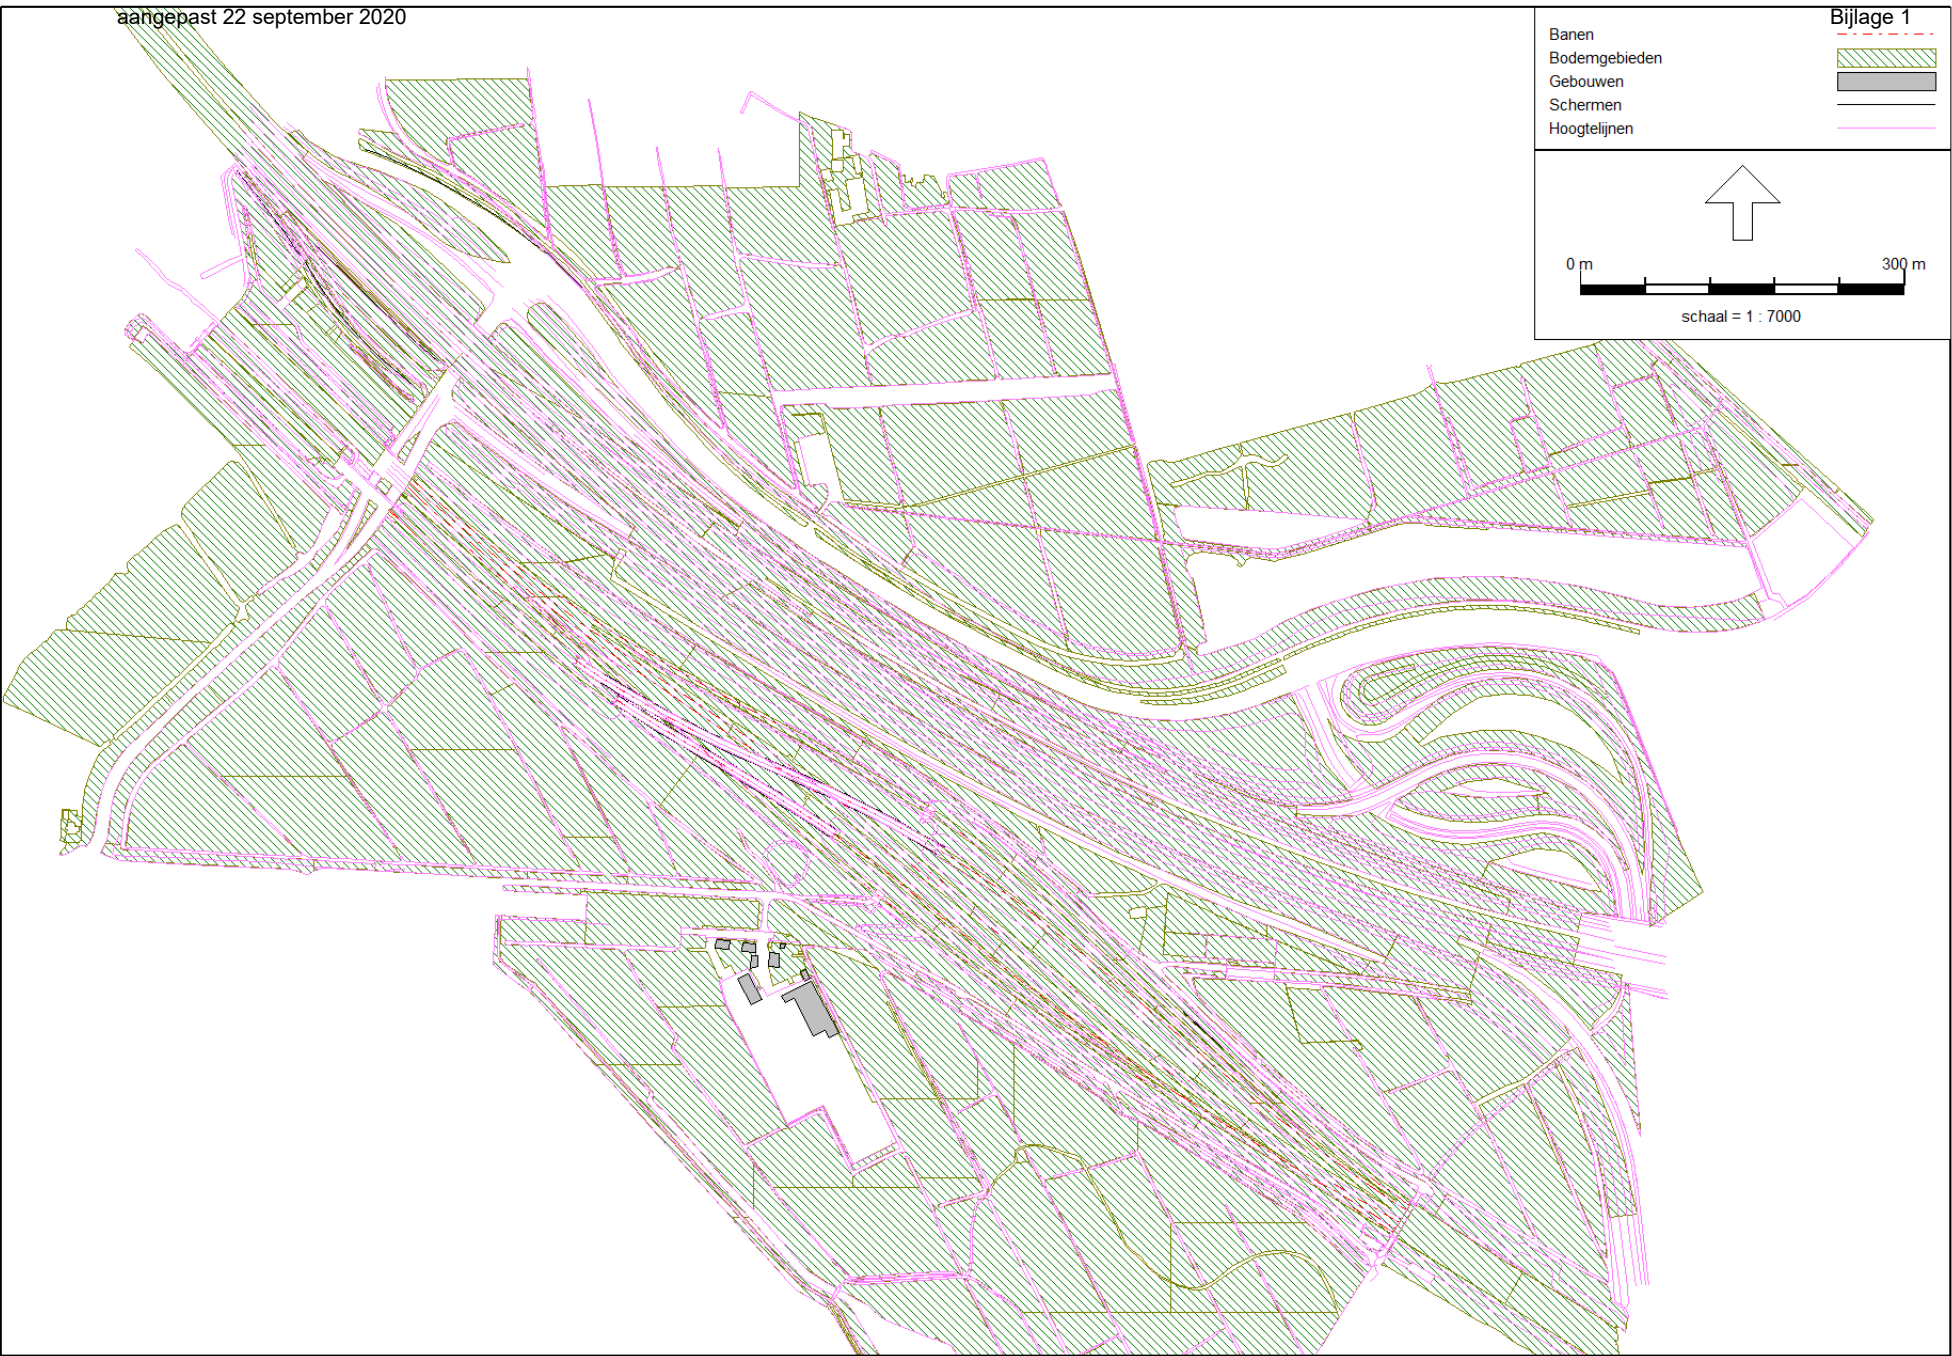 aangepast 22 september 2020
Bijlage 1
Banen
Bodemgebieden
Gebouwen
Schermen
Hoogtelijnen
0 m 300 m
schaal = 1 : 7000